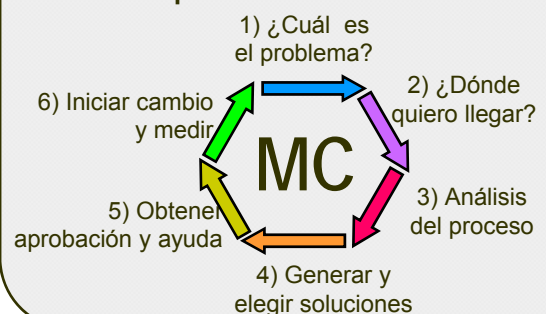 1) ¿Cuál es
el problema?
2) ¿Dónde
quiero llegar?
3) Análisis
del proceso
4) Generar y
elegir soluciones
5) Obtener
aprobación y ayuda
6) Iniciar cambio
y medir
MC